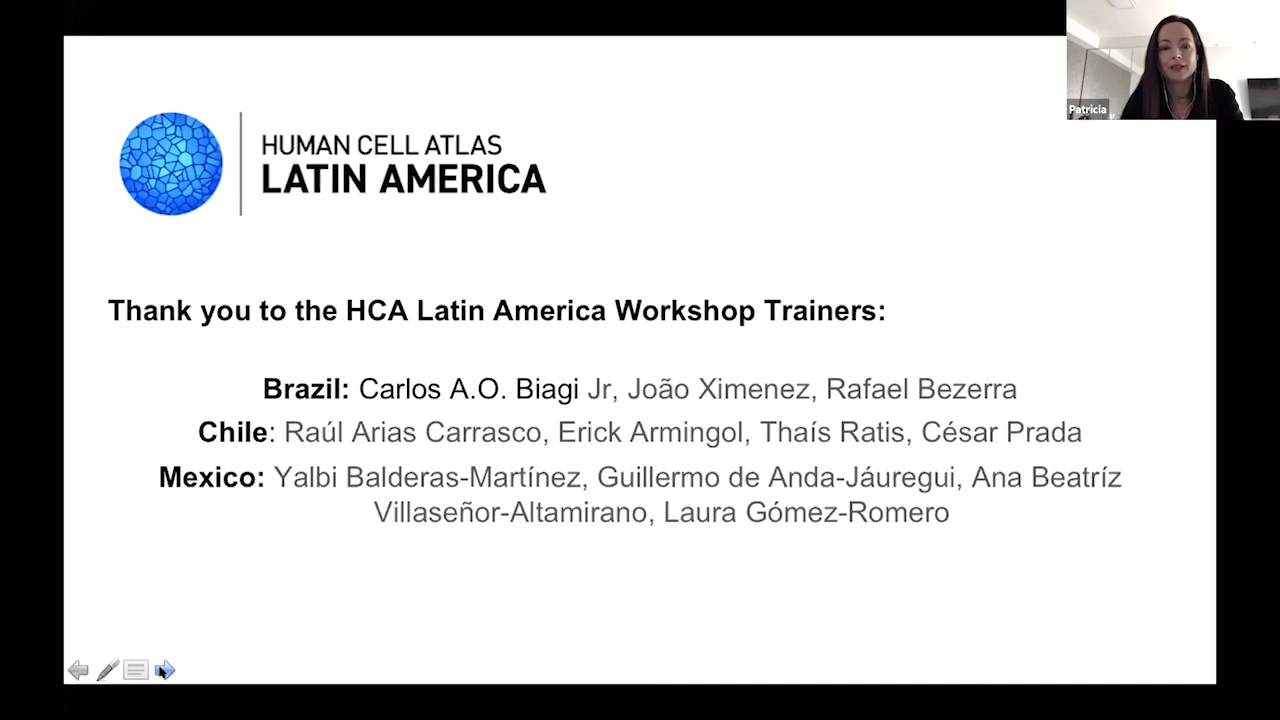 Patricia
HUMAN CELL ATLAS
LATIN AMERICA
Thank you to the HCA Latin America Workshop Trainers:
Brazil: Carlos A.O. Biagi Jr, João Ximenez, Rafael Bezerra
Chile: Raúl Arias Carrasco, Erick Armingol, Thaís Ratis, César Prada
Mexico: Yalbi Balderas-Martínez, Guillermo de Anda-Jáuregui, Ana Beatríz
Villaseñor-Altamirano, Laura Gómez-Romero